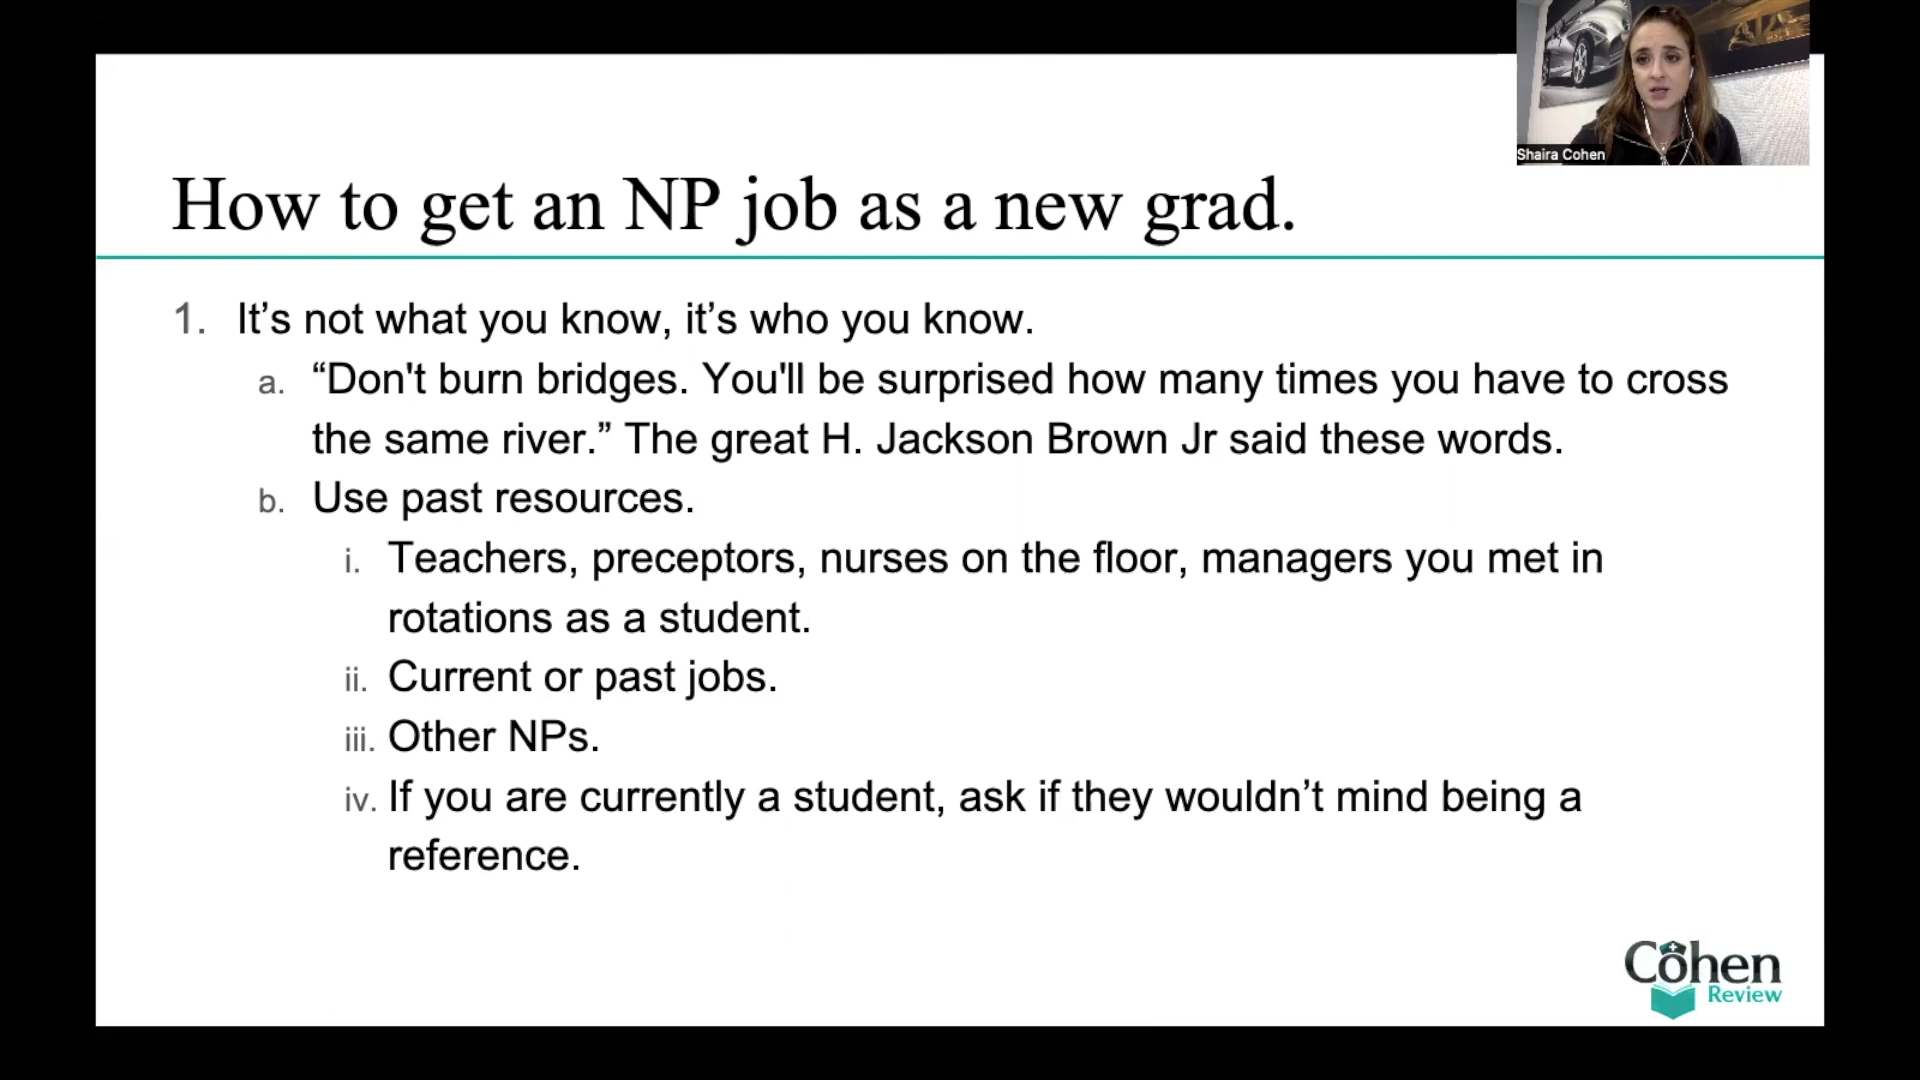 Shaira Cohen
How to get an NP job as a new grad.
1. It’s not what you know, it’s who you know.
a. “Don't burn bridges. You'll be surprised how many times you have to cross
the same river.” The great H. Jackson Brown Jr said these words.
b. Use past resources.
i. Teachers, preceptors, nurses on the floor, managers you met in
rotations as a student.
ii. Current or past jobs.
iii. Other NPs.
iv. If you are currently a student, ask if they wouldn’t mind being a
reference.
Cohen
Review